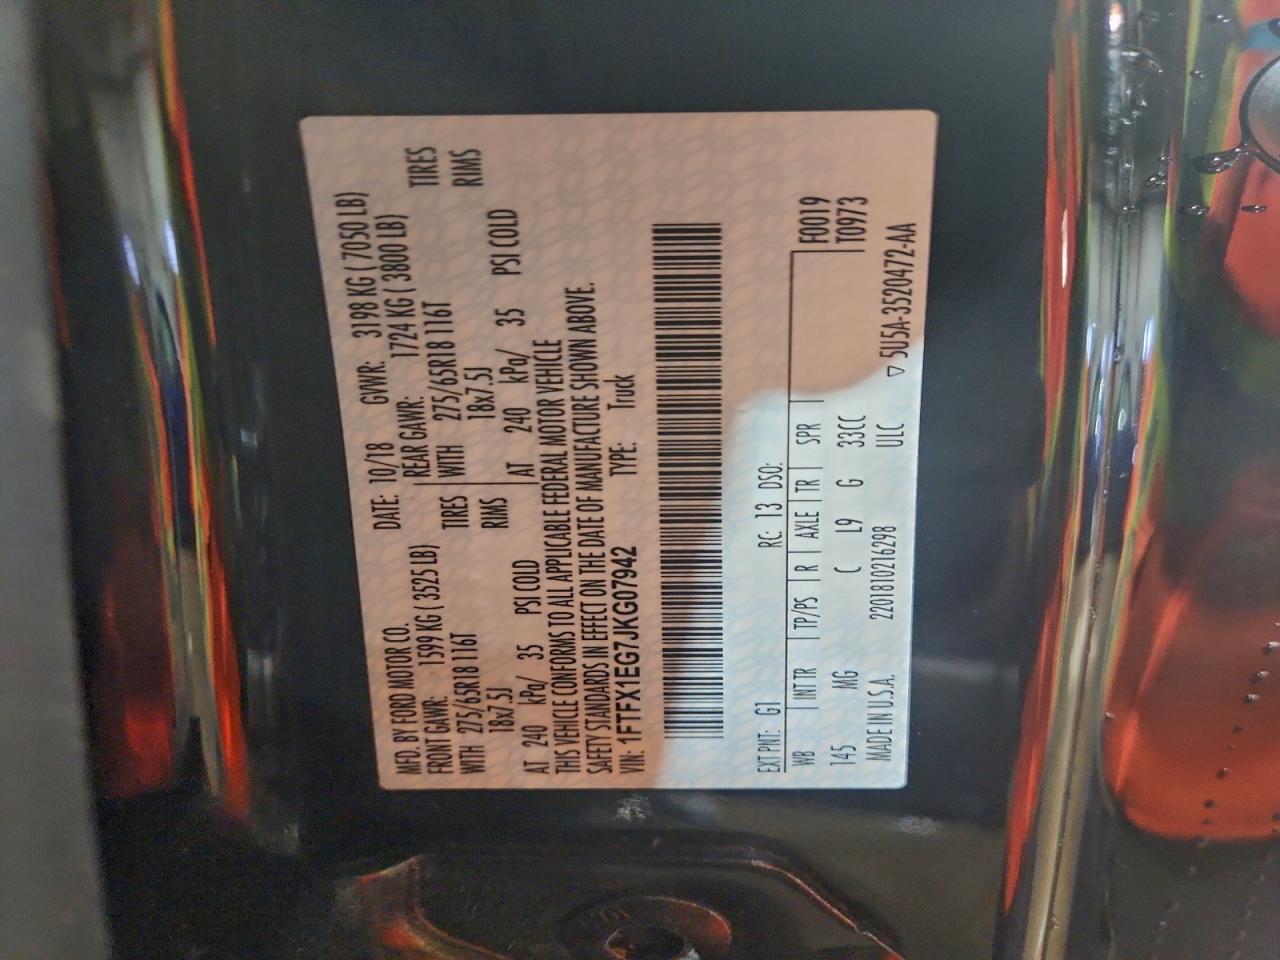 MFD. BY FORD MOTOR CO. DATE: 10/18 GVWR: 3198 KG ( 7050 LB)
FRONT GAWR: 1599 KG ( 3525 LB) REAR GAWR: 1724 KG ( 3800 LB)
WITH 275/65R18 116T TIRES WITH 275/65R18 116T TIRES
18x7.5J RIMS 18x7.5J RIMS
AT 240 kPa/ 35 PSI COLD AT 240 kPa/ 35 PSI COLD
THIS VEHICLE CONFORMS TO ALL APPLICABLE FEDERAL MOTOR VEHICLE
SAFETY STANDARDS IN EFFECT ON THE DATE OF MANUFACTURE SHOWN ABOVE.
VIN: 1FTFX1EG7JKG07942 TYPE: Truck
EXT PNT: G1 RC: 13 DSO:
WB INT TR TP/PS R AXLE TR SPR F0019
145 MG C L9 G 33CC T0973
MADE IN U.S.A. 220181021 6298 ULC ▽ 5U5A-3520472-AA